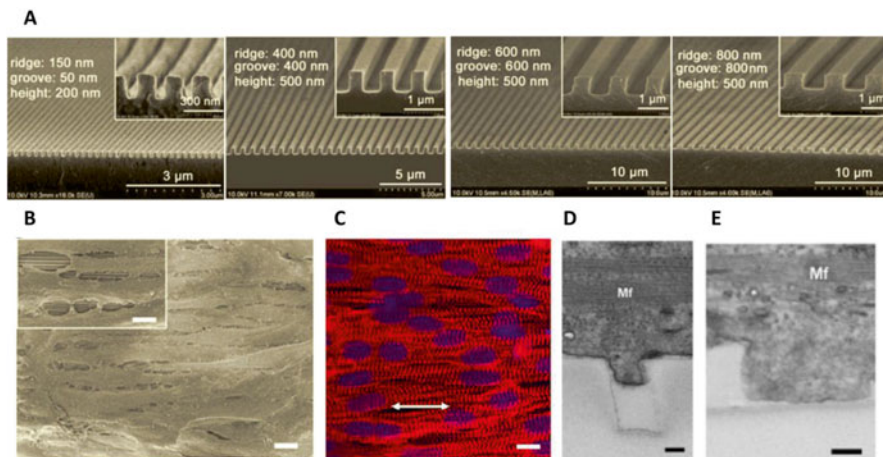 A
ridge: 150 nm
groove: 50 nm
height: 200 nm
300 nm
3 µm
ridge: 400 nm
groove: 400 nm
height: 500 nm
1 µm
5 µm
ridge: 600 nm
groove: 600 nm
height: 500 nm
1 µm
10 µm
ridge: 800 nm
groove: 800nm
height: 500 nm
1 µm
10 µm
B
C
D
Mf
E
Mf